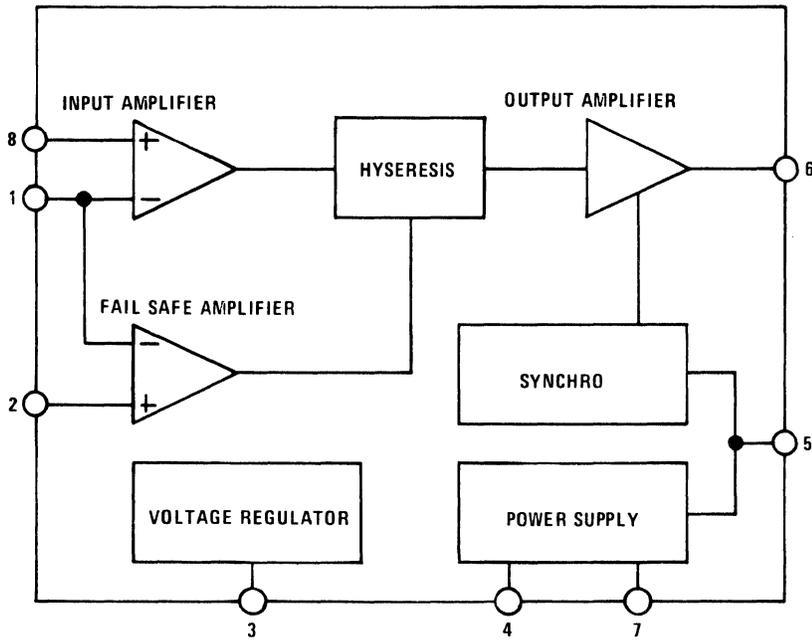 INPUT AMPLIFIER
OUTPUT AMPLIFIER
8
+
HYSERESIS
6
1
−
FAIL SAFE AMPLIFIER
−
SYNCHRO
2
+
5
VOLTAGE REGULATOR
POWER SUPPLY
3
4
7